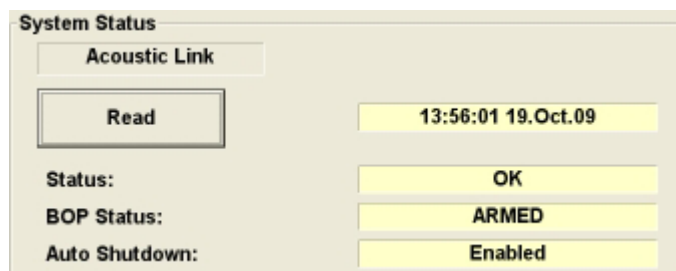 System Status
Acoustic Link
Read 13:56:01 19.Oct.09
Status: OK
BOP Status: ARMED
Auto Shutdown: Enabled